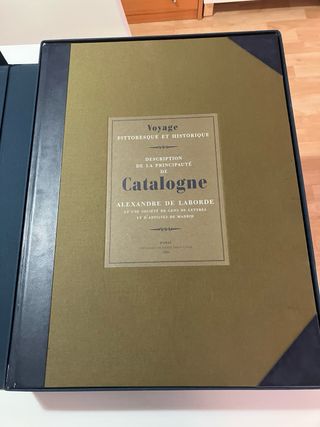 Voyage
PITTORESQUE ET HISTORIQUE
DESCRIPTION
DE LA PRINCIPAUTÉ
DE
Catalogne
ALEXANDRE DE LABORDE
ET UNE SOCIÉTÉ DE GENS DE LETTRES
ET D'ARTISTES DE MADRID
PARIS